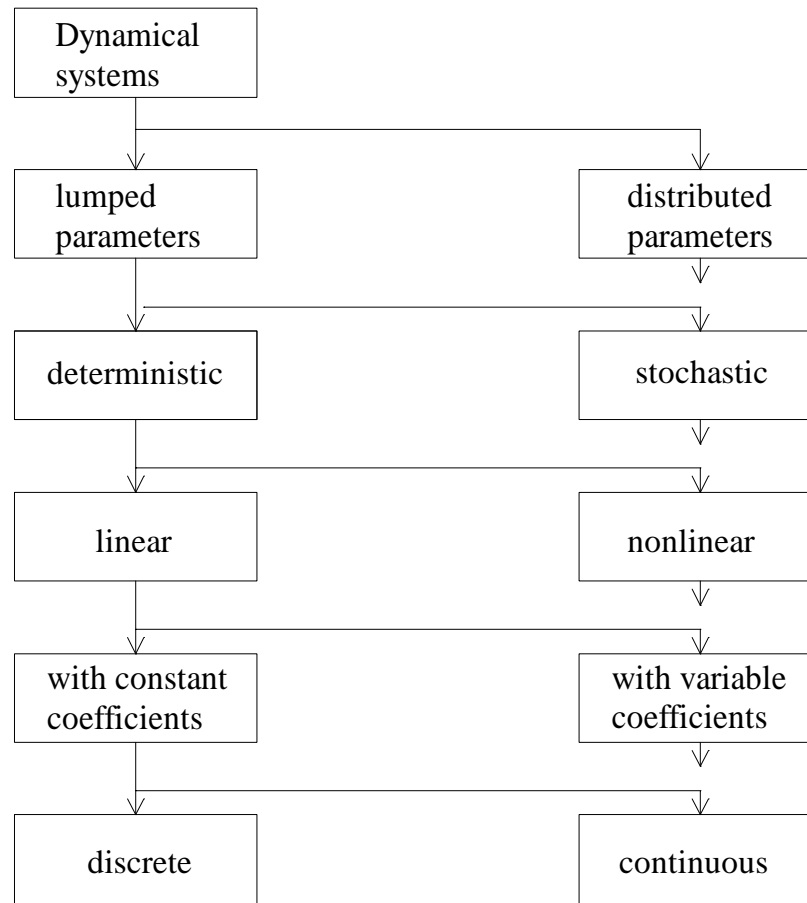 Dynamical
systems
lumped
parameters
distributed
parameters
deterministic
stochastic
linear
nonlinear
with constant
coefficients
with variable
coefficients
discrete
continuous